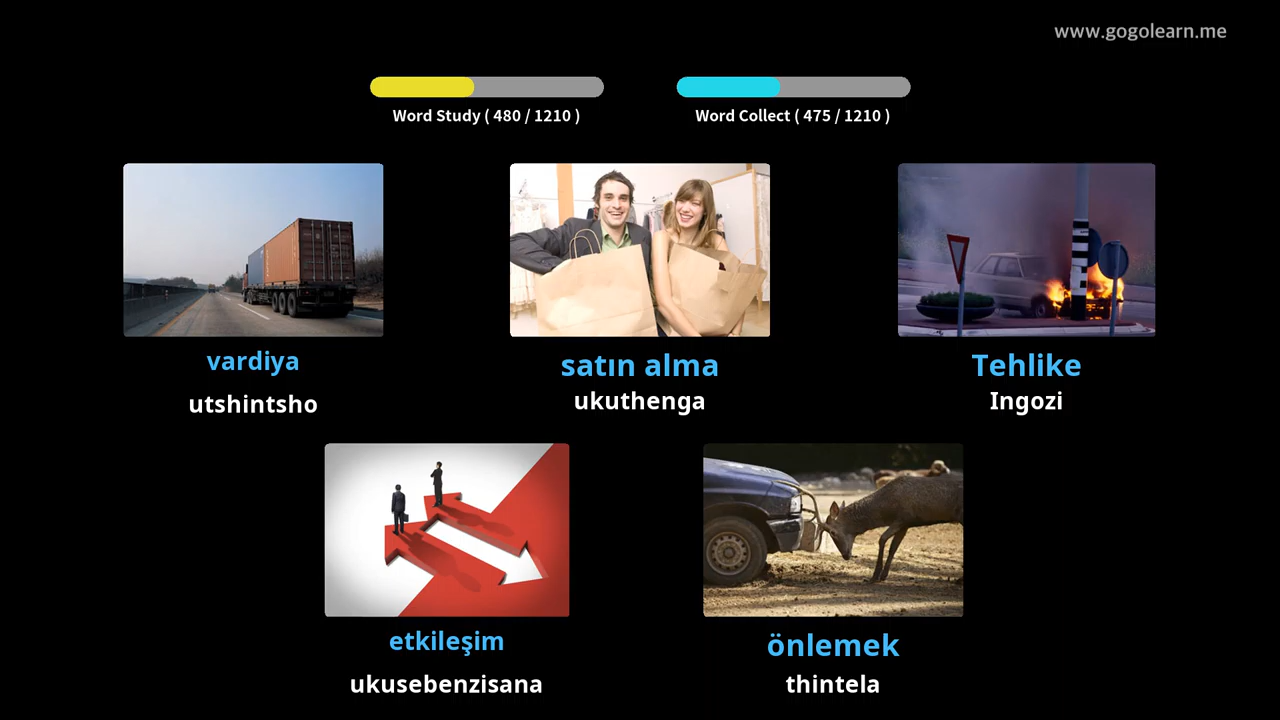 www.gogolearn.me
Word Study ( 480 / 1210 )
Word Collect ( 475 / 1210 )
vardiya
utshintsho
satın alma
ukuthenga
Tehlike
Ingozi
etkileşim
ukusebenzisana
önlemek
thintela